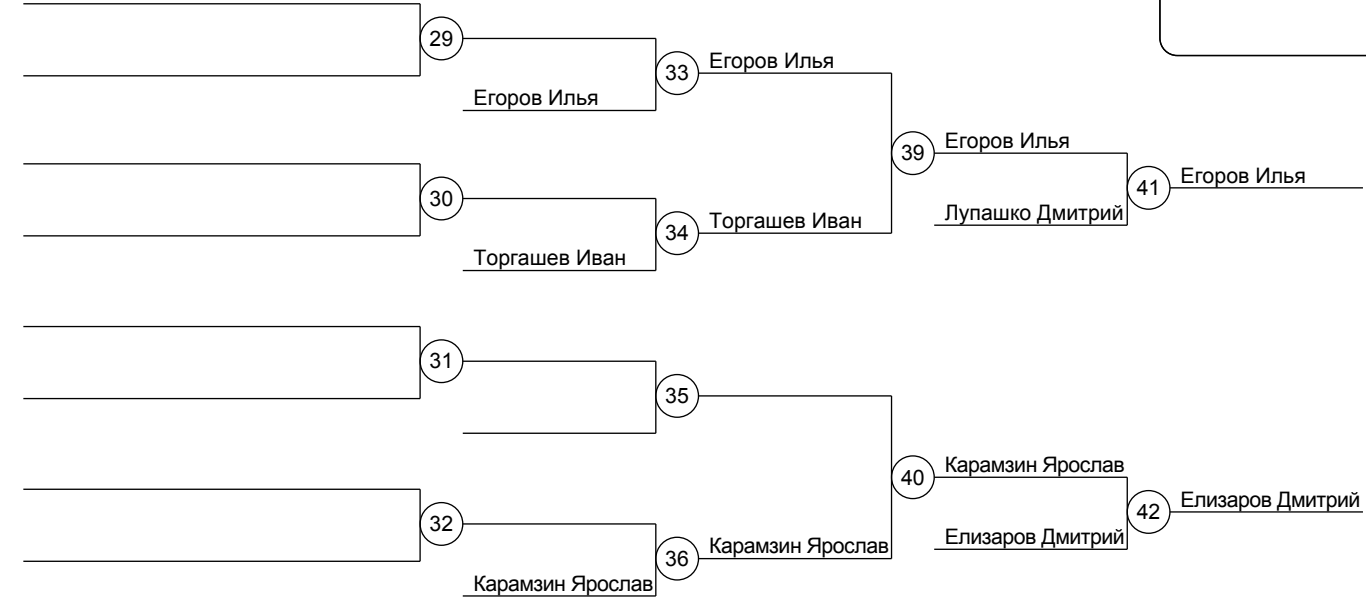 29
Егоров Илья
33
Егоров Илья
30
Торгашев Иван
34
Торгашев Иван
39
Егоров Илья
Лупашко Дмитрий
41
Егоров Илья
31
35
32
Карамзин Ярослав
36
Карамзин Ярослав
40
Карамзин Ярослав
Елизаров Дмитрий
42
Елизаров Дмитрий